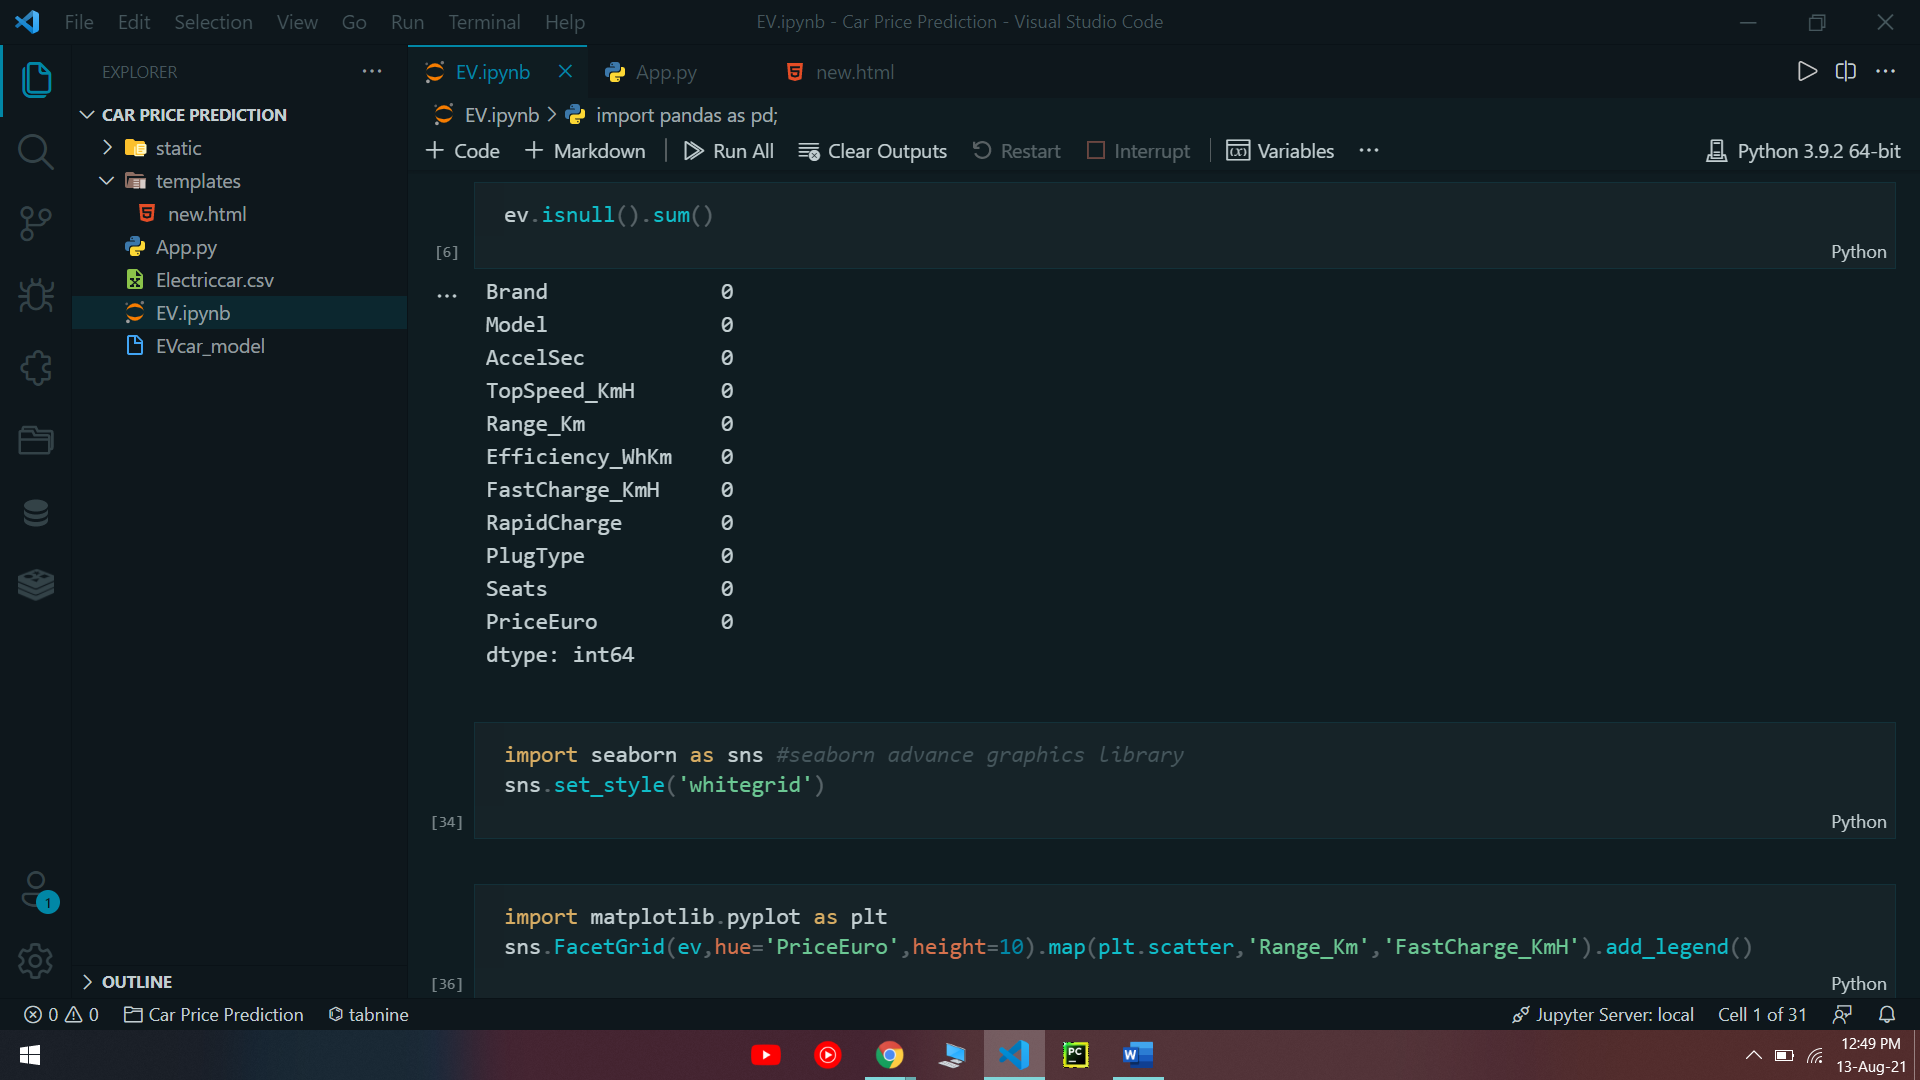 File Edit Selection View Go Run Terminal Help EV.ipynb - Car Price Prediction - Visual Studio Code
EXPLORER
CAR PRICE PREDICTION
static
templates
new.html
App.py
Electriccar.csv
EV.ipynb
EVcar_model
OUTLINE
EV.ipynb App.py new.html
EV.ipynb > import pandas as pd;
+ Code + Markdown Run All Clear Outputs Restart Interrupt Variables ... Python 3.9.2 64-bit
ev.isnull().sum()
[6] Python
... Brand 0
Model 0
AccelSec 0
TopSpeed_KmH 0
Range_Km 0
Efficiency_WhKm 0
FastCharge_KmH 0
RapidCharge 0
PlugType 0
Seats 0
PriceEuro 0
dtype: int64
import seaborn as sns #seaborn advance graphics library
sns.set_style('whitegrid')
[34] Python
import matplotlib.pyplot as plt
sns.FacetGrid(ev,hue='PriceEuro',height=10).map(plt.scatter,'Range_Km','FastCharge_KmH').add_legend()
[36] Python
1
0 0 Car Price Prediction tabnine Jupyter Server: local Cell 1 of 31
PC W
12:49 PM
13-Aug-21